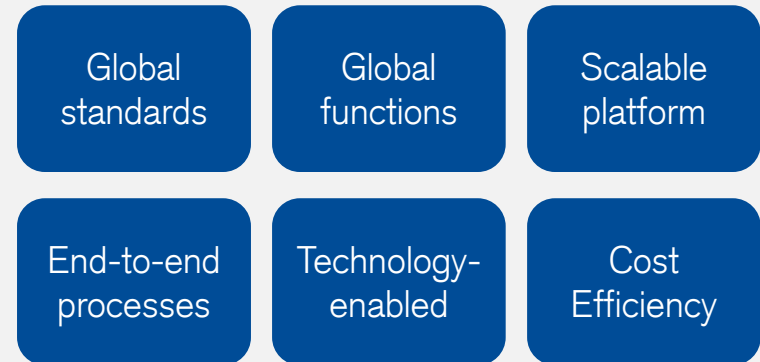 Global
standards
Global
functions
Scalable
platform
End-to-end
processes
Technology-
enabled
Cost
Efficiency